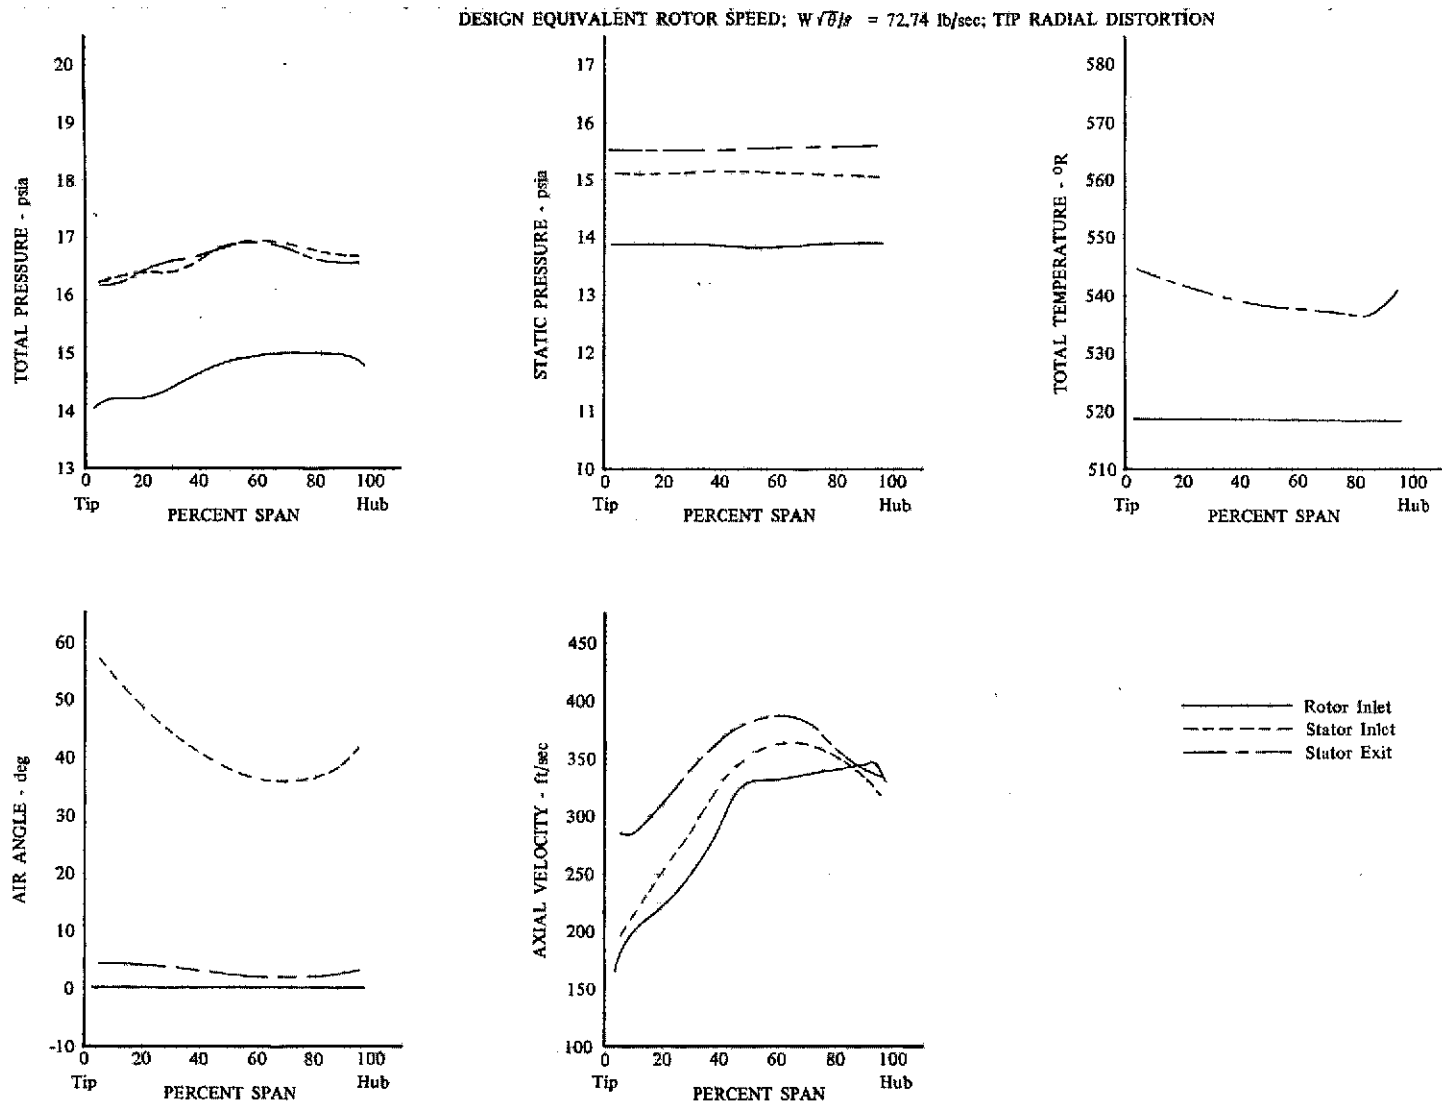 DESIGN EQUIVALENT ROTOR SPEED; W√θ/δ = 72.74 lb/sec; TIP RADIAL DISTORTION
TOTAL PRESSURE - psia
20
19
18
17
16
15
14
13
0 20 40 60 80 100
Tip Hub
PERCENT SPAN
STATIC PRESSURE - psia
17
16
15
14
13
12
11
10
0 20 40 60 80 100
Tip Hub
PERCENT SPAN
TOTAL TEMPERATURE - °R
580
570
560
550
540
530
520
510
0 20 40 60 80 100
Tip Hub
PERCENT SPAN
AIR ANGLE - deg
60
50
40
30
20
10
0
-10
0 20 40 60 80 100
Tip Hub
PERCENT SPAN
AXIAL VELOCITY - ft/sec
450
400
350
300
250
200
150
100
0 20 40 60 80 100
Tip Hub
PERCENT SPAN
Rotor Inlet
Stator Inlet
Stator Exit